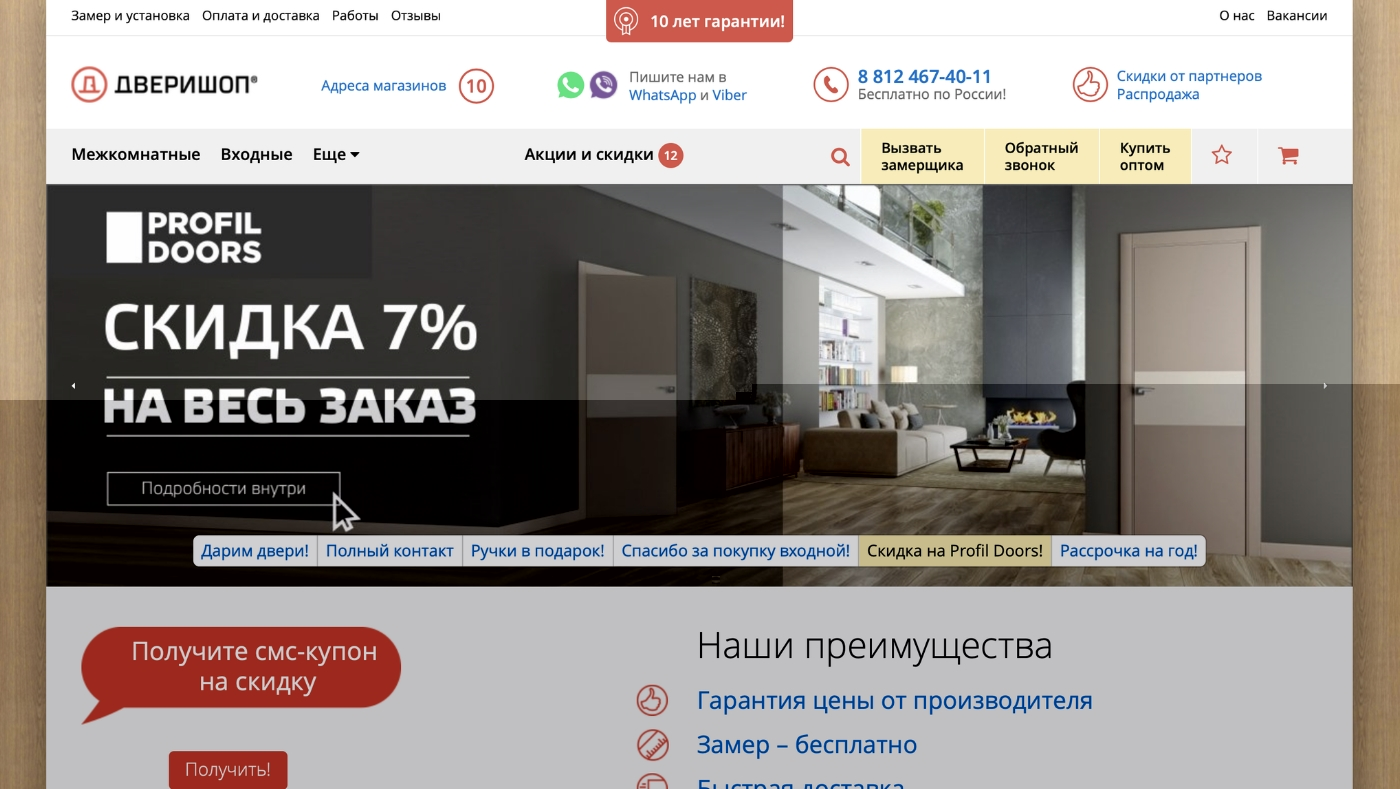 Замер и установка Оплата и доставка Работы Отзывы
10 лет гарантии!
О нас Вакансии
ДВЕРИШОП®
Адреса магазинов 10
Пишите нам в
WhatsApp и Viber
8 812 467-40-11
Бесплатно по России!
Скидки от партнеров
Распродажа
Межкомнатные Входные Еще
Акции и скидки 12
Вызвать
замерщика
Обратный
звонок
Купить
оптом
PROFIL
DOORS
СКИДКА 7%
НА ВЕСЬ ЗАКАЗ
Подробности внутри
Дарим двери! Полный контакт Ручки в подарок! Спасибо за покупку входной! Скидка на Profil Doors! Рассрочка на год!
Получите смс-купон
на скидку
Получить!
Наши преимущества
Гарантия цены от производителя
Замер – бесплатно
Быстрая доставка